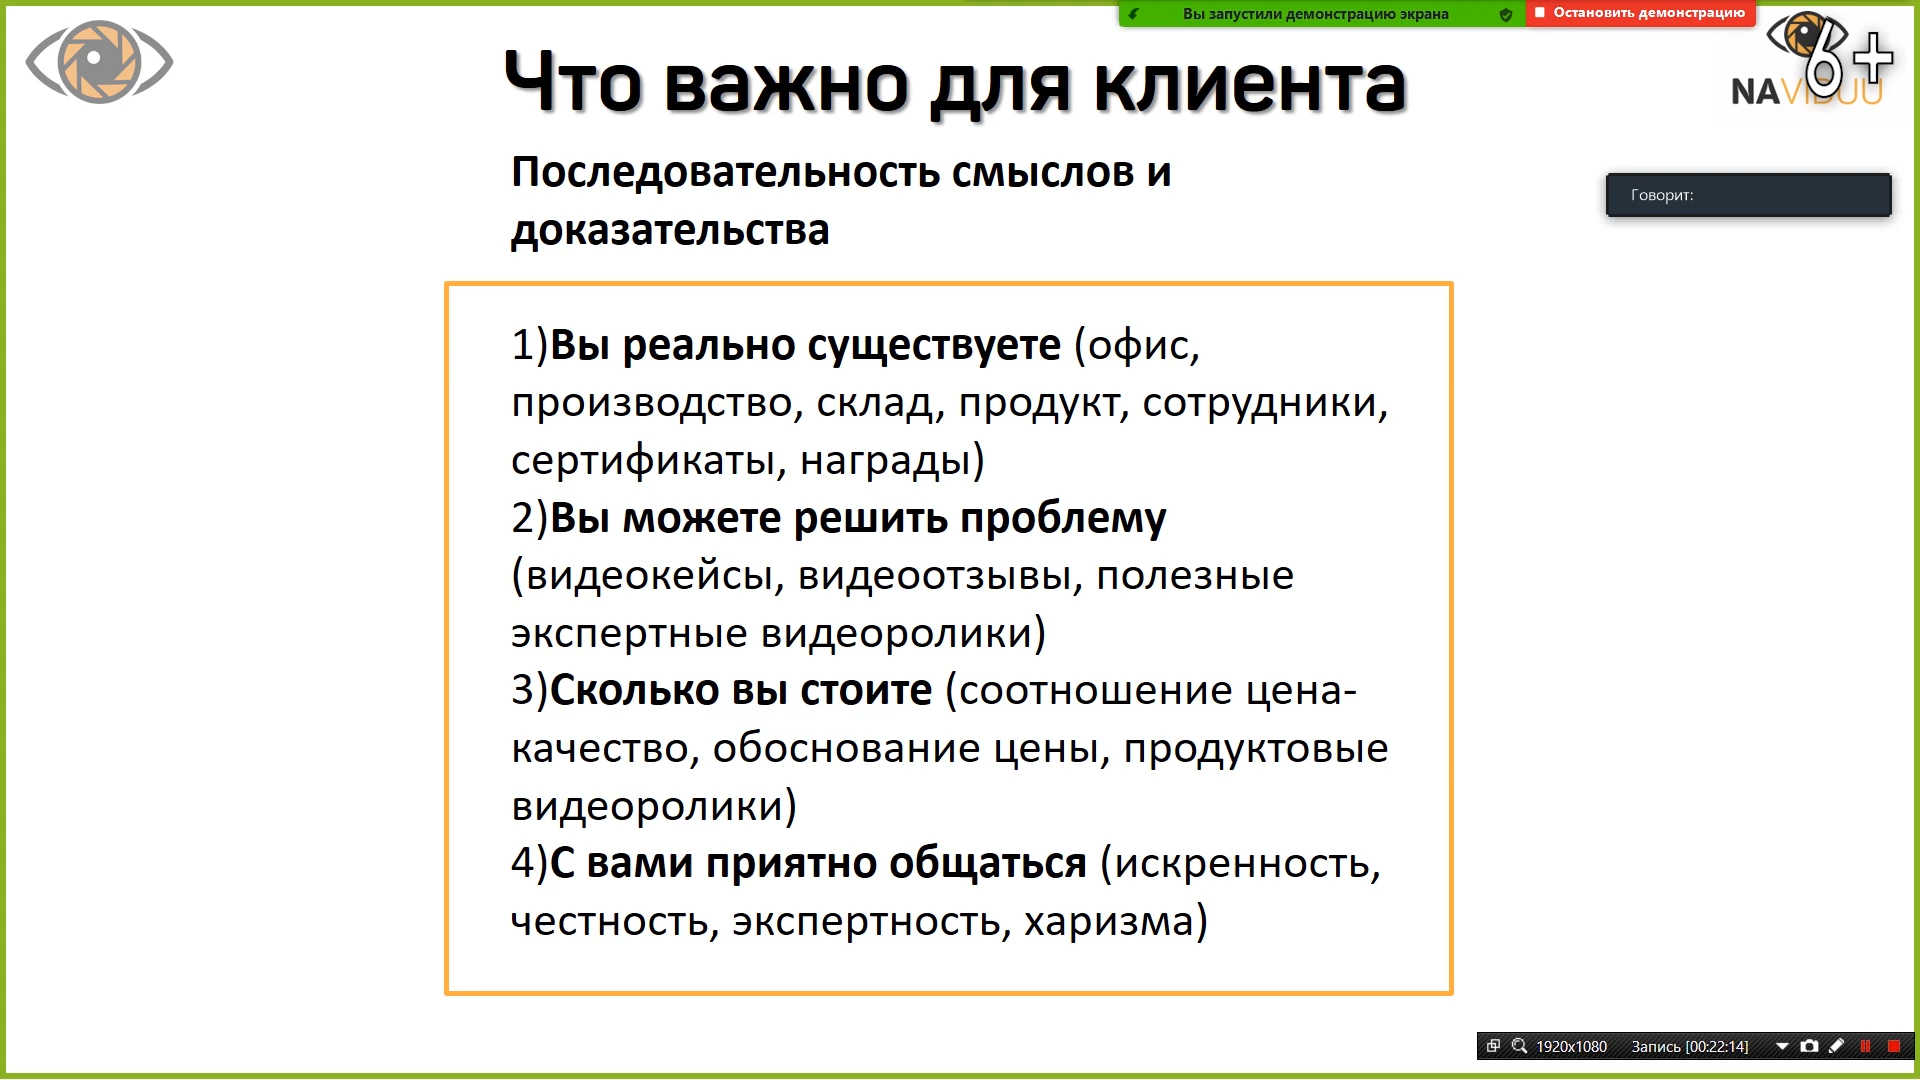 Вы запустили демонстрацию экрана
Остановить демонстрацию
Что важно для клиента
6+
NAVIDUU
Последовательность смыслов и
доказательства
Говорит:
1)Вы реально существуете (офис,
производство, склад, продукт, сотрудники,
сертификаты, награды)
2)Вы можете решить проблему
(видеокейсы, видеоотзывы, полезные
экспертные видеоролики)
3)Сколько вы стоите (соотношение цена-
качество, обоснование цены, продуктовые
видеоролики)
4)С вами приятно общаться (искренность,
честность, экспертность, харизма)
1920x1080 Запись [00:22:14]